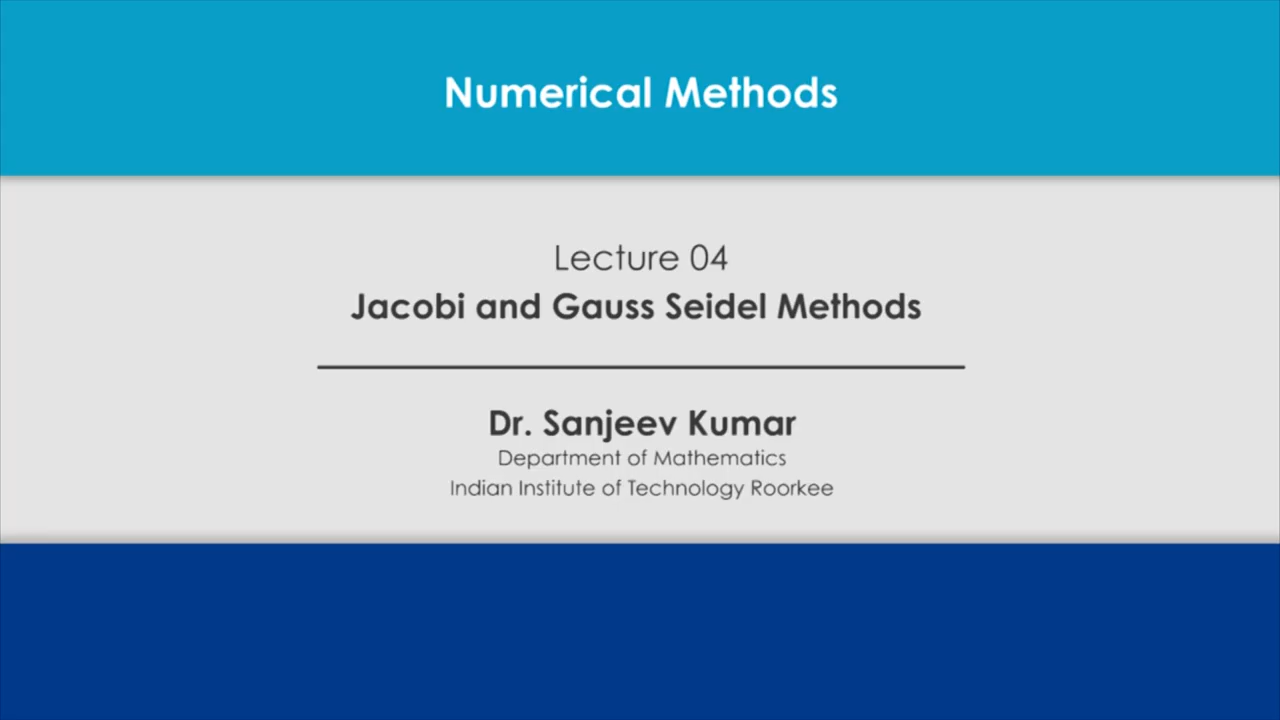 Numerical Methods
Lecture 04
Jacobi and Gauss Seidel Methods
Dr. Sanjeev Kumar
Department of Mathematics
Indian Institute of Technology Roorkee